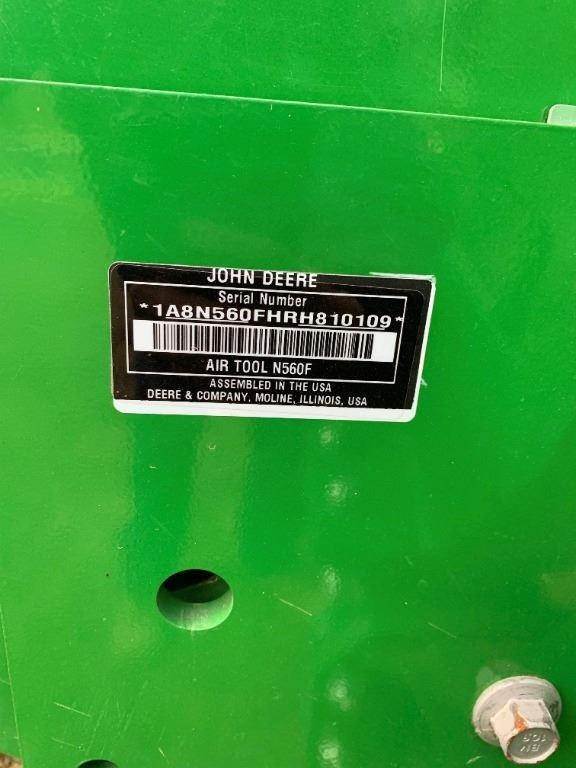 JOHN DEERE
Serial Number
*1A8N560FHRH810109*
AIR TOOL N560F
ASSEMBLED IN THE USA
DEERE & COMPANY, MOLINE, ILLINOIS, USA